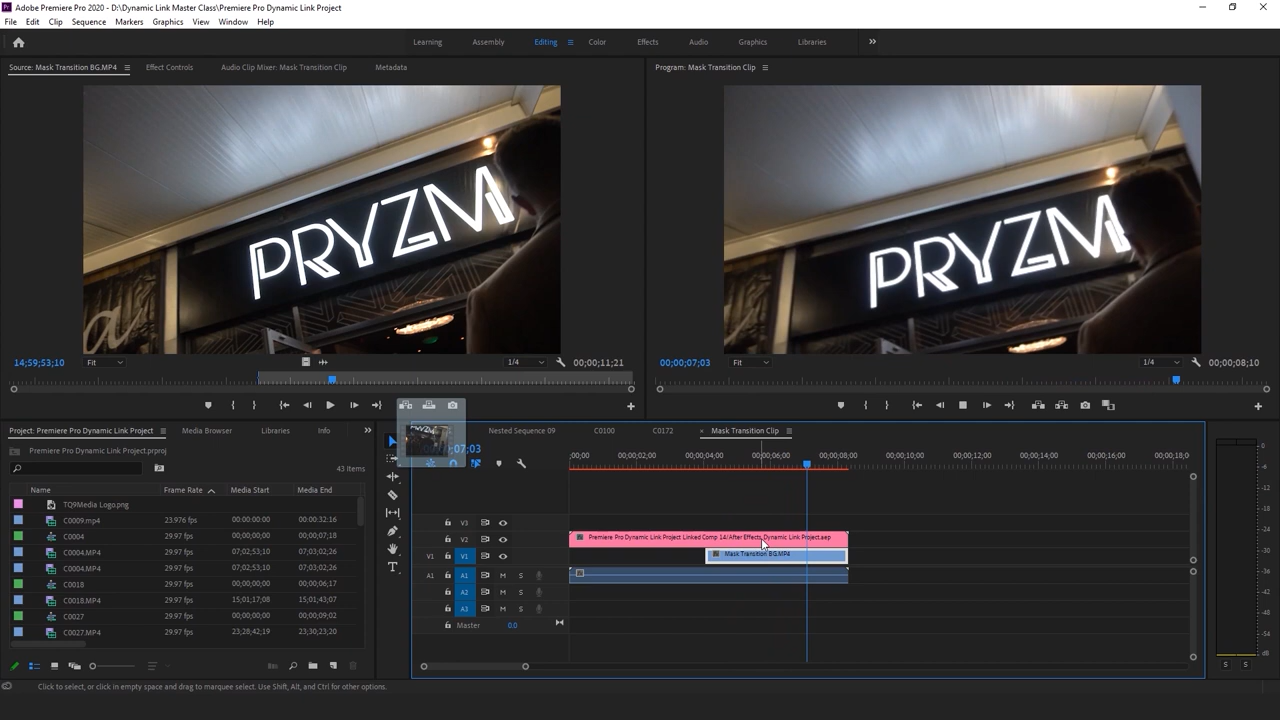 Adobe Premiere Pro 2020 - D:\Dynamic Link Master Class\Premiere Pro Dynamic Link Project
File Edit Clip Sequence Markers Graphics View Window Help
Learning Assembly Editing Color Effects Audio Graphics Libraries
Source: Mask Transition BG.MP4 Effect Controls Audio Clip Mixer: Mask Transition Clip Metadata
Program: Mask Transition Clip
PRYZM
PRYZM
14;59;53;10 Fit 1/4 00;00;11;21
00;00;07;03 Fit 1/4 00;00;08;10
Project: Premiere Pro Dynamic Link Project Media Browser Libraries Info
Premiere Pro Dynamic Link Project.prproj
43 items
Name Frame Rate Media Start Media End
TQ9Media Logo.png
C0009.mp4 23.976 fps 00:00:00:00 00:00:32:16
C0004 29.97 fps 00;00;00;00 00;00;07;18
C0004.MP4 29.97 fps 07;02;53;10 07;03;02;26
C0004.MP4 29.97 fps 07;02;53;10 07;03;02;26
C0018 29.97 fps 00;00;00;00 00;00;06;17
C0018.MP4 29.97 fps 15;01;17;08 15;01;43;07
C0027 29.97 fps 00;00;00;00 00;00;09;02
C0027.MP4 29.97 fps 23;28;42;19 23;30;23;20
Nested Sequence 09 C0100 C0172 × Mask Transition Clip
;07;03
;00;00 00;00;02;00 00;00;04;00 00;00;06;00 00;00;08;00 00;00;10;00 00;00;12;00 00;00;14;00 00;00;16;00 00;00;18;0
V3
V2 Premiere Pro Dynamic Link Project Linked Comp 14/After Effects Dynamic Link Project.aep
V1 V1 Mask Transition BG.MP4
A1 A1 M S
A2 M S
A3 M S
Master 0.0
0
-6
-12
-18
-24
-30
-36
-42
-48
-54
dB
S S
Click to select, or click in empty space and drag to marquee select. Use Shift, Alt, and Ctrl for other options.